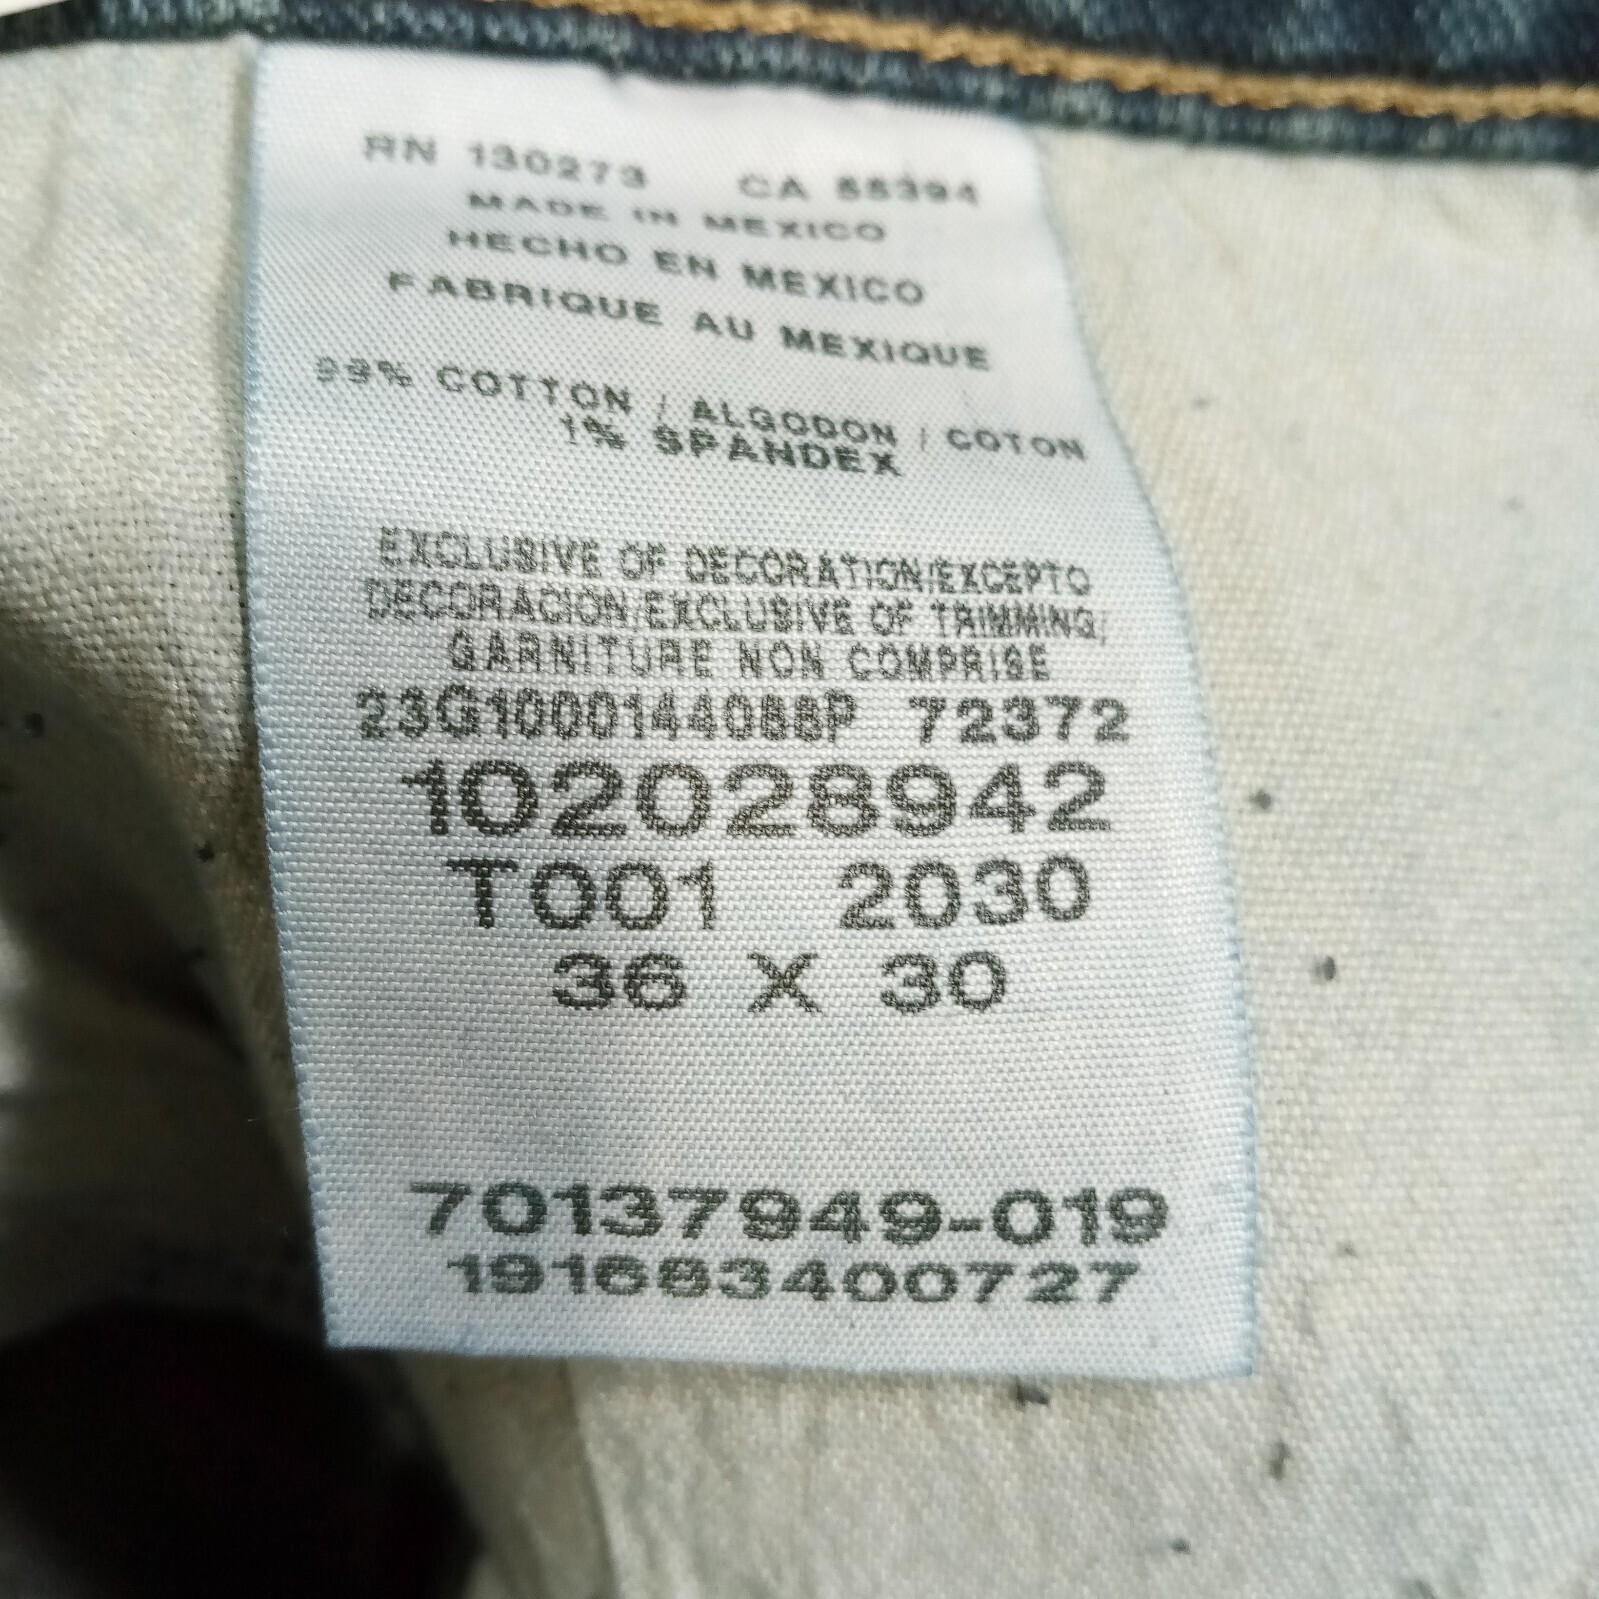 RN 130273 CA 55394
MADE IN MEXICO
HECHO EN MEXICO
FABRIQUE AU MEXIQUE
99% COTTON / ALGODON / COTON
1% SPANDEX
EXCLUSIVE OF DECORATION/EXCEPTO
DECORACION/EXCLUSIVE OF TRIMMING/
GARNITURE NON COMPRISE
23G1000144088P 72372
102028942
T001 2030
36 X 30
70137949-019
191683400727